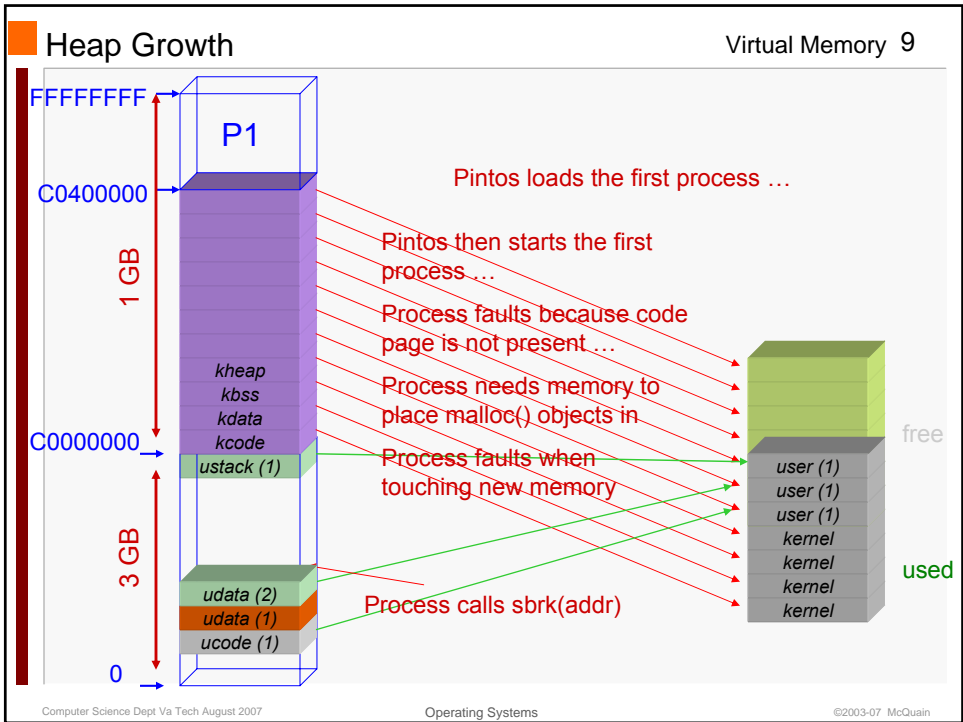 Heap Growth
Virtual Memory 9
FFFFFFFF
P1
C0400000
1 GB
Pintos loads the first process …
Pintos then starts the first
process …
Process faults because code
page is not present …
Process needs memory to
place malloc() objects in
Process faults when
touching new memory
Process calls sbrk(addr)
kheap
kbss
kdata
kcode
C0000000
ustack (1)
3 GB
udata (2)
udata (1)
ucode (1)
0
free
user (1)
user (1)
user (1)
kernel
kernel
kernel
kernel
used
Computer Science Dept Va Tech August 2007
Operating Systems
©2003-07 McQuain